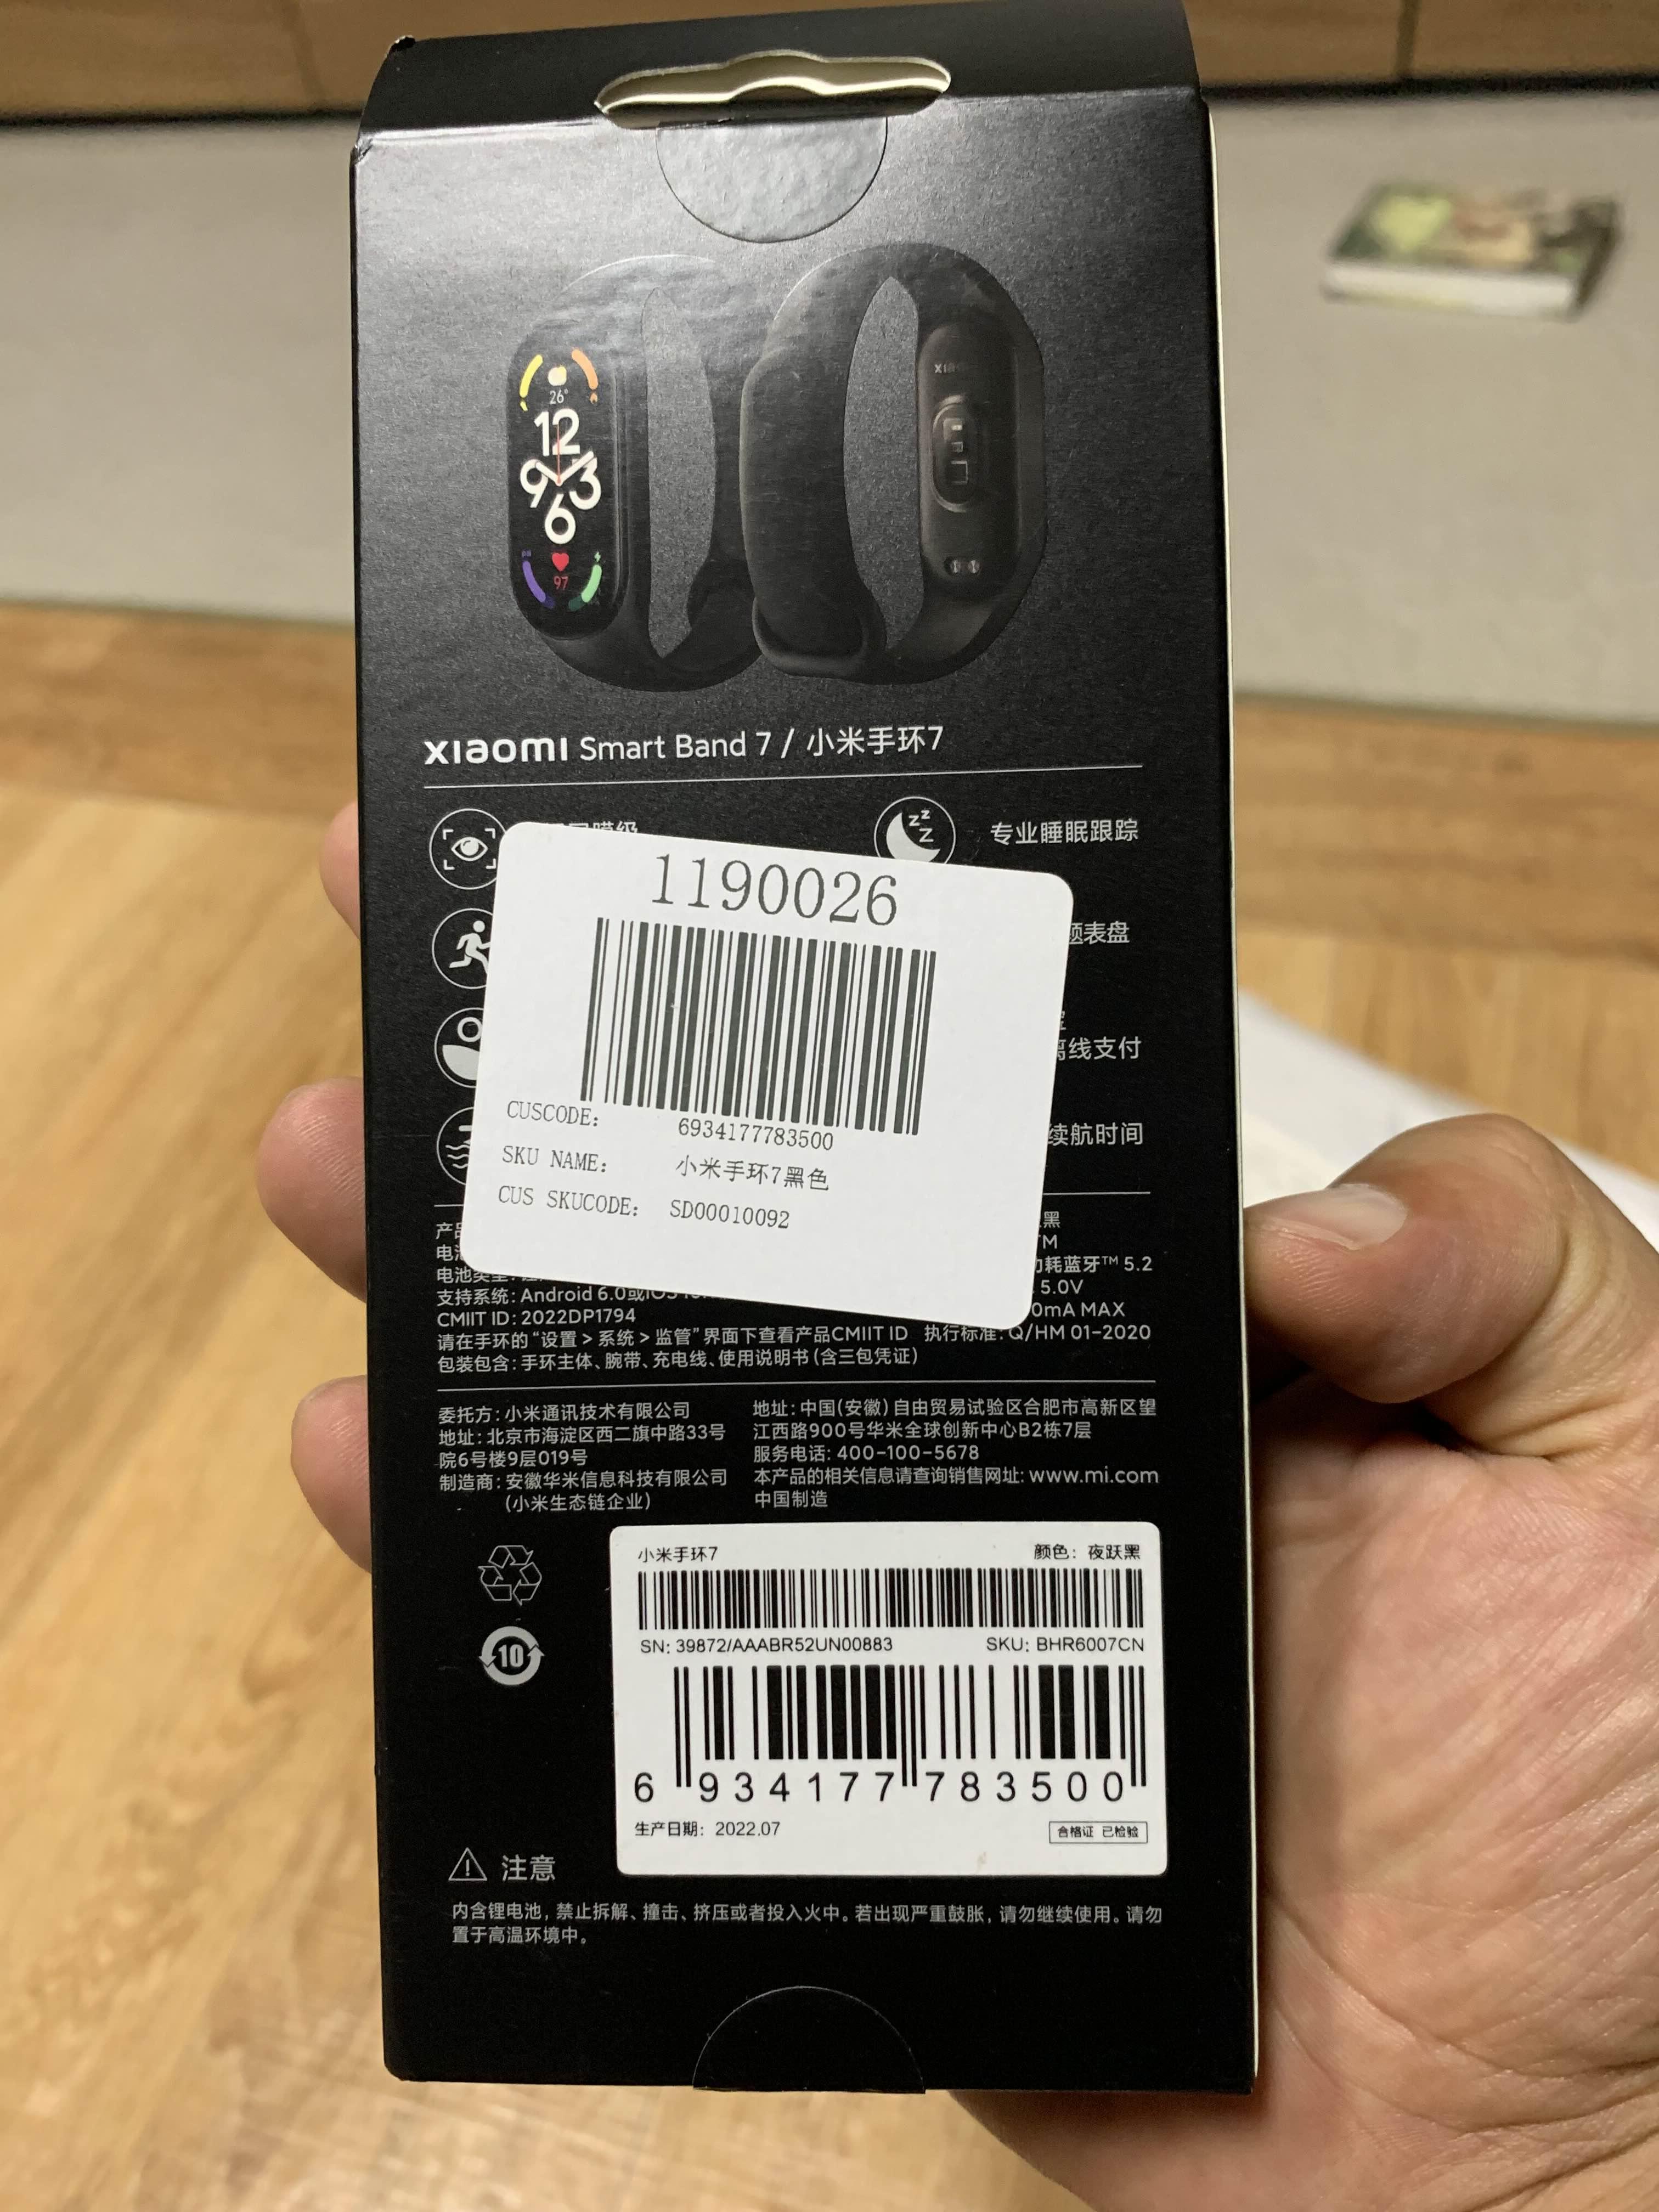 26°
12
9 3
6
97
xiaomi Smart Band 7 / 小米手环7
专业睡眠跟踪
1190026
表盘
线支付
CUSCODE: 6934177783500
续航时间
SKU NAME: 小米手环7黑色
CUS SKUCODE: SD00010092
黑
耗蓝牙™ 5.2
5.0V
支持系统: Android 6.0或
0mA MAX
CMIIT ID: 2022DP1794
请在手环的“设置 > 系统 > 监管”界面下查看产品CMIIT ID 执行标准: Q/HM 01-2020
包装包含: 手环主体、腕带、充电线、使用说明书 (含三包凭证)
委托方: 小米通讯技术有限公司
地址: 北京市海淀区西二旗中路33号
院6号楼9层019号
制造商: 安徽华米信息科技有限公司
(小米生态链企业)
地址: 中国(安徽)自由贸易试验区合肥市高新区望
江西路900号华米全球创新中心B2栋7层
服务电话: 400-100-5678
本产品的相关信息请查询销售网址: www.mi.com
中国制造
小米手环7 颜色: 夜跃黑
SN: 39872/AAABR52UN00883 SKU: BHR6007CN
10
6 934177 783500
生产日期: 2022.07 合格证 已检验
注意
内含锂电池, 禁止拆解、撞击、挤压或者投入火中。若出现严重鼓胀, 请勿继续使用。请勿
置于高温环境中。